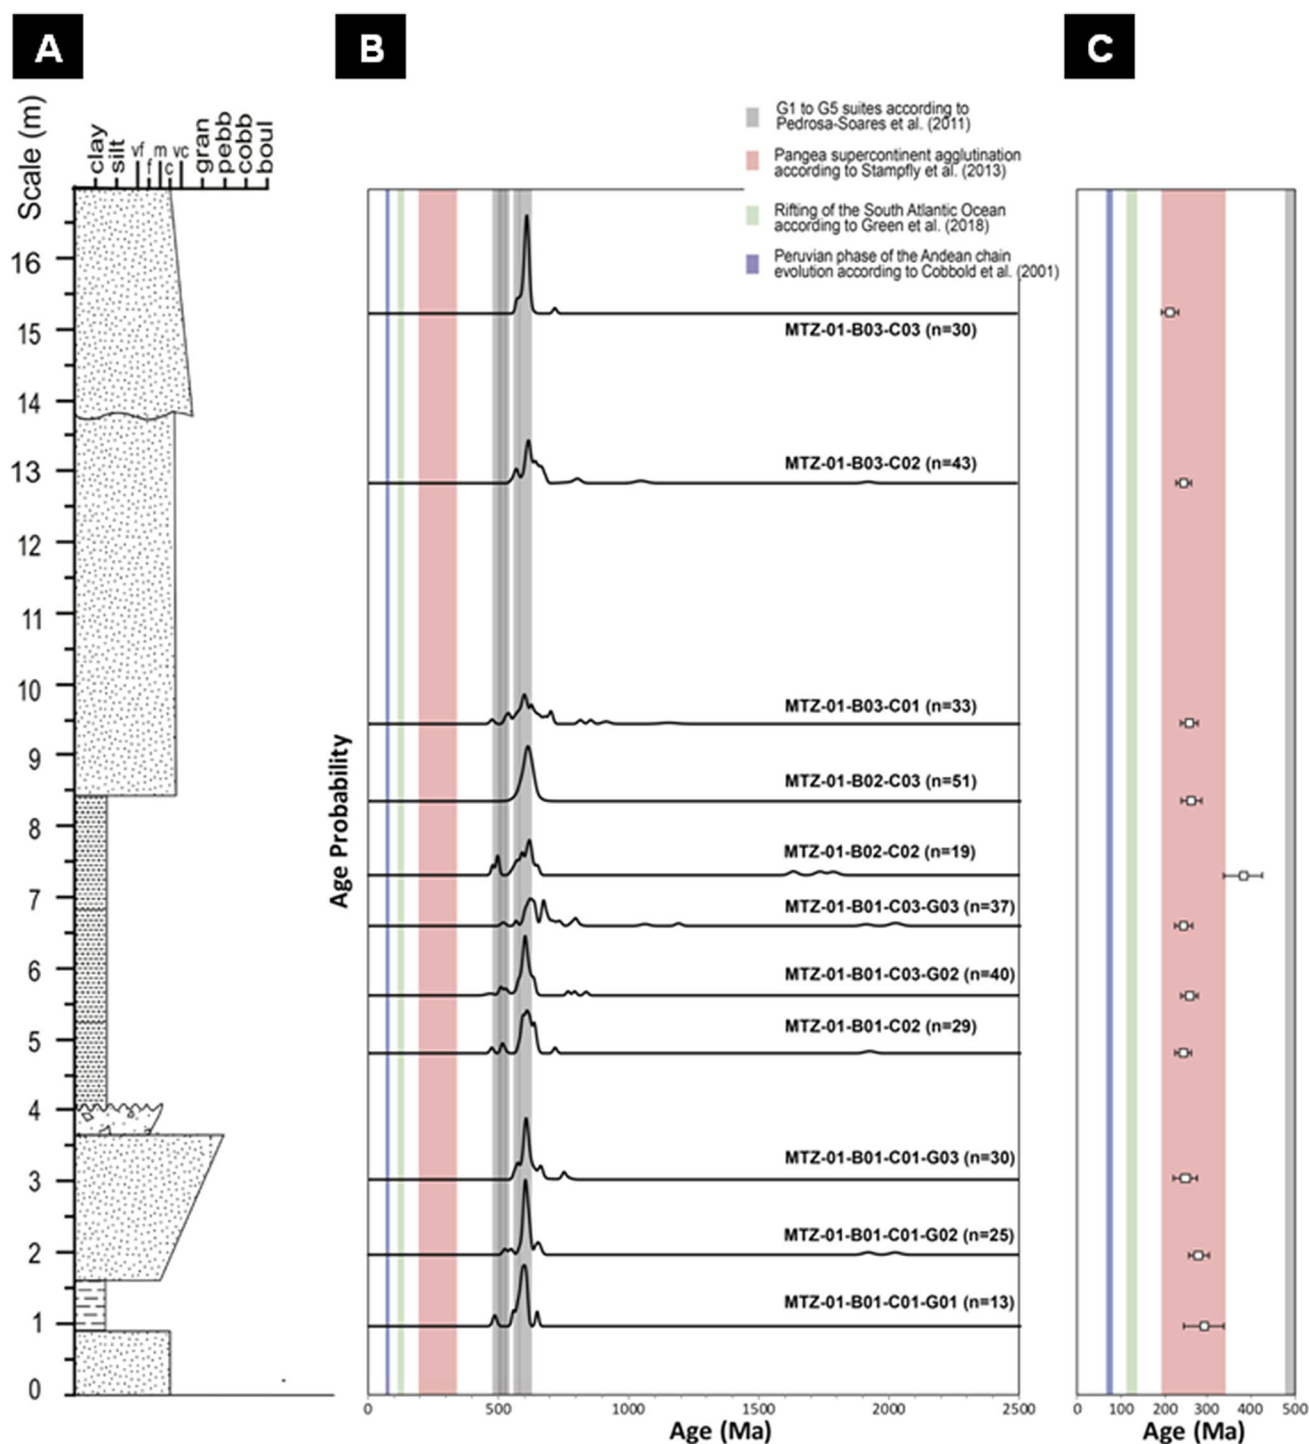 A
B
C
Scale (m)
clay
silt
vf
f
m
c
vc
gran
pebb
cobb
boul
G1 to G5 suites according to
Pedrosa-Soares et al. (2011)
Pangea supercontinent agglutination
according to Stampfly et al. (2013)
Rifting of the South Atlantic Ocean
according to Green et al. (2018)
Peruvian phase of the Andean chain
evolution according to Cobbold et al. (2001)
16
15
14
13
12
11
10
9
8
7
6
5
4
3
2
1
0
Age Probability
MTZ-01-B03-C03 (n=30)
MTZ-01-B03-C02 (n=43)
MTZ-01-B03-C01 (n=33)
MTZ-01-B02-C03 (n=51)
MTZ-01-B02-C02 (n=19)
MTZ-01-B01-C03-G03 (n=37)
MTZ-01-B01-C03-G02 (n=40)
MTZ-01-B01-C02 (n=29)
MTZ-01-B01-C01-G03 (n=30)
MTZ-01-B01-C01-G02 (n=25)
MTZ-01-B01-C01-G01 (n=13)
0 500 1000 1500 2000 2500
Age (Ma)
0 100 200 300 400 500
Age (Ma)